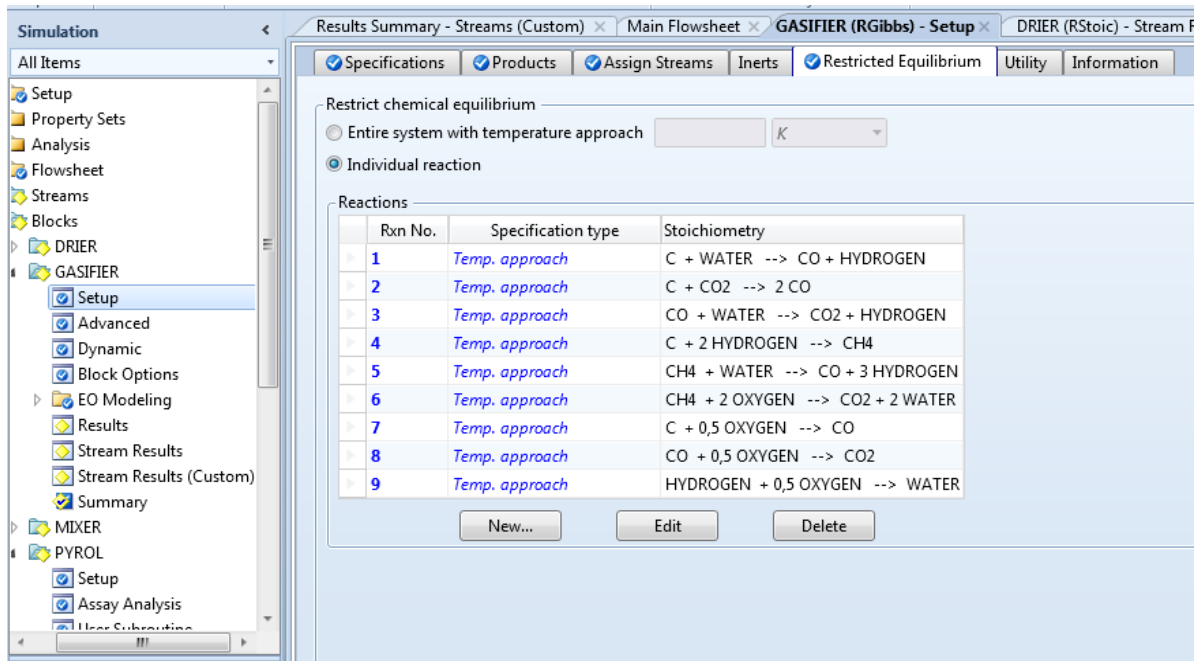 Simulation
All Items
Setup
Property Sets
Analysis
Flowsheet
Streams
Blocks
DRIER
GASIFIER
Setup
Advanced
Dynamic
Block Options
EO Modeling
Results
Stream Results
Stream Results (Custom)
Summary
MIXER
PYROL
Setup
Assay Analysis
User Subroutine
Results Summary - Streams (Custom) Main Flowsheet GASIFIER (RGibbs) - Setup DRIER (RStoic) - Stream
Specifications Products Assign Streams Inerts Restricted Equilibrium Utility Information
Restrict chemical equilibrium
Entire system with temperature approach K
Individual reaction
Reactions
Rxn No. Specification type Stoichiometry
1 Temp. approach C + WATER --> CO + HYDROGEN
2 Temp. approach C + CO2 --> 2 CO
3 Temp. approach CO + WATER --> CO2 + HYDROGEN
4 Temp. approach C + 2 HYDROGEN --> CH4
5 Temp. approach CH4 + WATER --> CO + 3 HYDROGEN
6 Temp. approach CH4 + 2 OXYGEN --> CO2 + 2 WATER
7 Temp. approach C + 0,5 OXYGEN --> CO
8 Temp. approach CO + 0,5 OXYGEN --> CO2
9 Temp. approach HYDROGEN + 0,5 OXYGEN --> WATER
New... Edit Delete